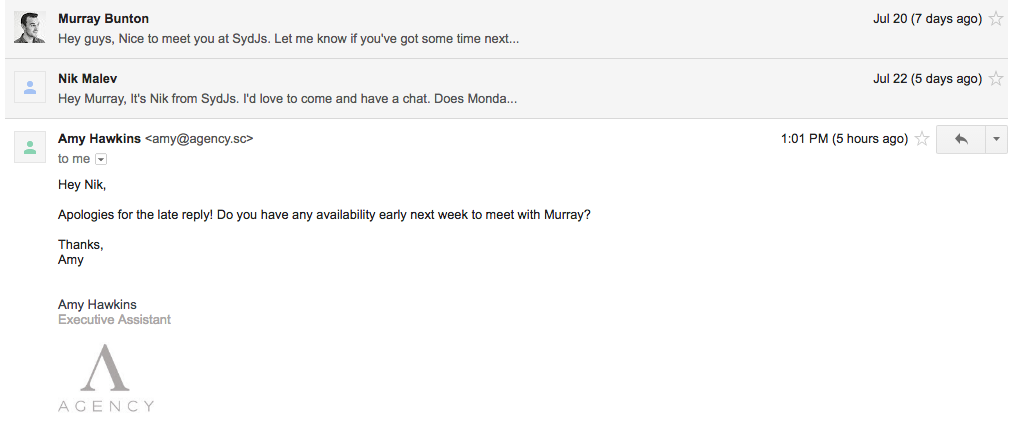 Murray Bunton Jul 20 (7 days ago)
Hey guys, Nice to meet you at SydJs. Let me know if you've got some time next...
Nik Malev Jul 22 (5 days ago)
Hey Murray, It's Nik from SydJs. I'd love to come and have a chat. Does Monda...
Amy Hawkins <amy@agency.sc> 1:01 PM (5 hours ago)
to me
Hey Nik,
Apologies for the late reply! Do you have any availability early next week to meet with Murray?
Thanks,
Amy
Amy Hawkins
Executive Assistant
A
AGENCY